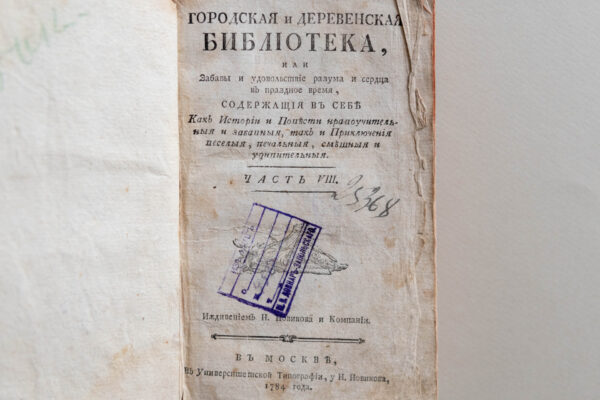 ГОРОДСКАЯ и ДЕРЕВЕНСКАЯ
БИБЛІОТЕКА,
ИЛИ
Забавы и удовольствіе разума и сердца
въ праздное время,
СОДЕРЖАЩІЯ ВЪ СЕБѢ
Какъ Исторіи и Повѣсти нравоучитель-
ныя и забавныя, такъ и Приключенія
веселыя, печальныя, смѣшныя и
удивительныя.
ЧАСТЬ VIII.
5368
Иждивеніемъ Н. Новикова и Компаніи.
ВЪ МОСКВѢ,
Въ Университетской Типографіи, у Н. Новикова,
1784 года.